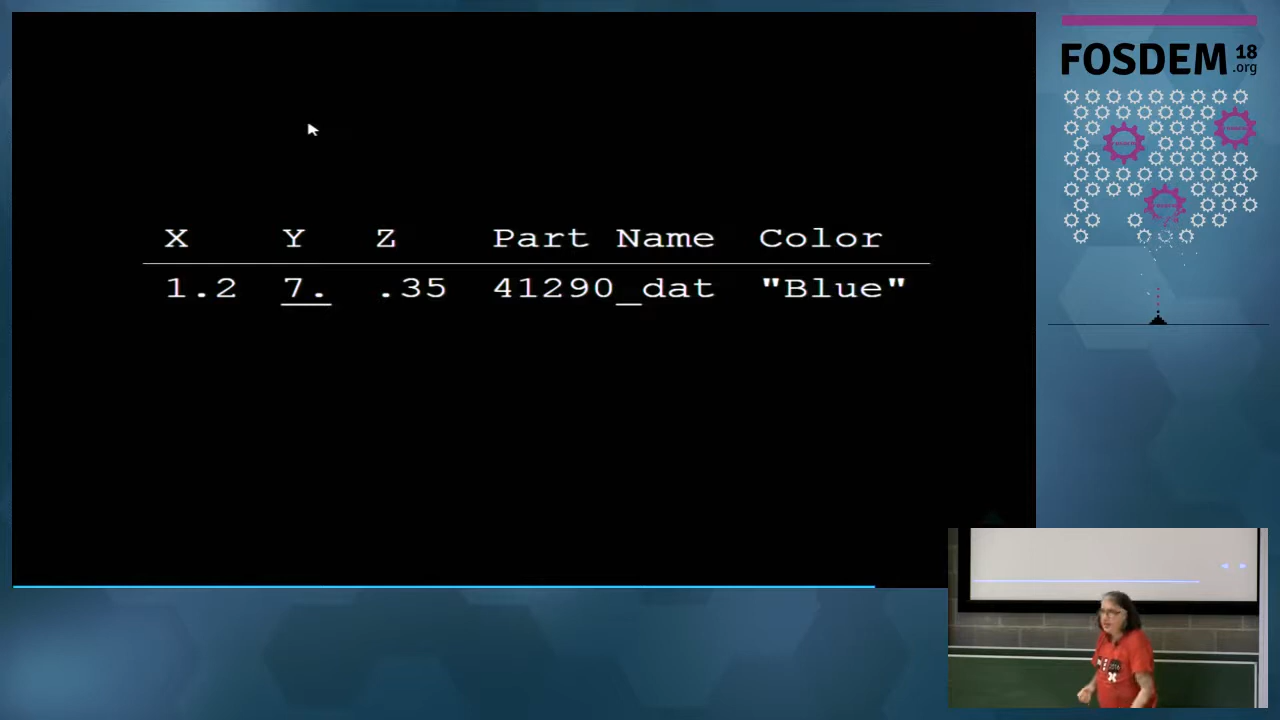 FOSDEM 18
.org
X Y Z Part Name Color
1.2 7. .35 41290_dat "Blue"